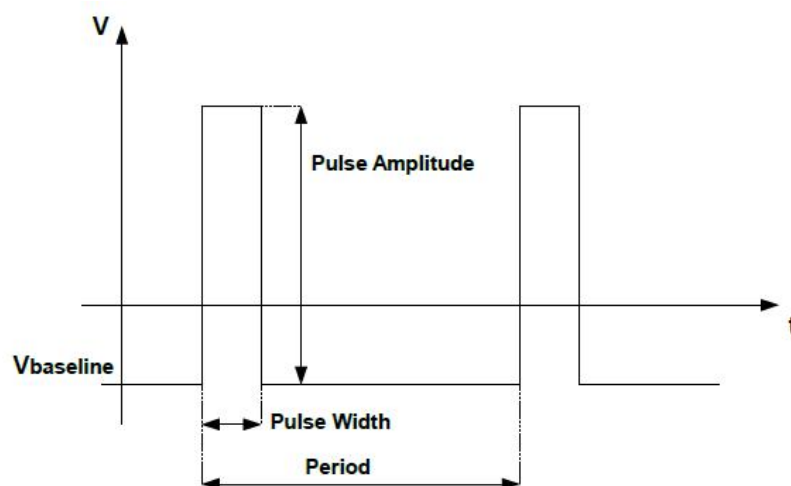 V
Pulse Amplitude
t
Vbaseline
Pulse Width
Period